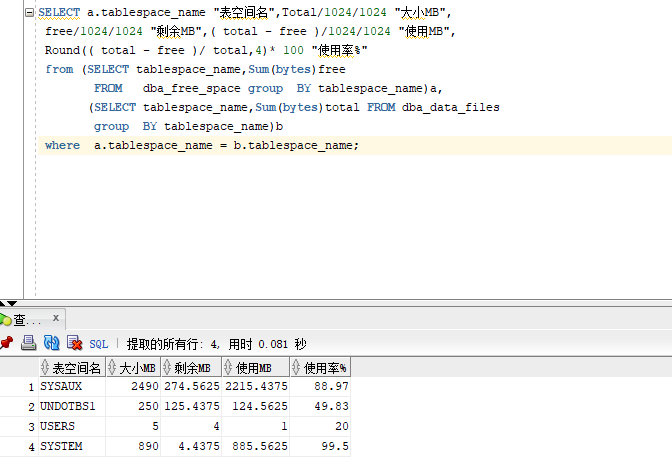 SELECT a.tablespace_name "表空间名",Total/1024/1024 "大小MB",
free/1024/1024 "剩余MB",( total - free )/1024/1024 "使用MB",
Round(( total - free )/ total,4)* 100 "使用率%"
from (SELECT tablespace_name,Sum(bytes)free
FROM dba_free_space group BY tablespace_name)a,
(SELECT tablespace_name,Sum(bytes)total FROM dba_data_files
group BY tablespace_name)b
where a.tablespace_name = b.tablespace_name;
查... x
SQL | 提取的所有行: 4, 用时 0.081 秒
表空间名 大小MB 剩余MB 使用MB 使用率%
1 SYSAUX 2490 274.5625 2215.4375 88.97
2 UNDOTBS1 250 125.4375 124.5625 49.83
3 USERS 5 4 1 20
4 SYSTEM 890 4.4375 885.5625 99.5